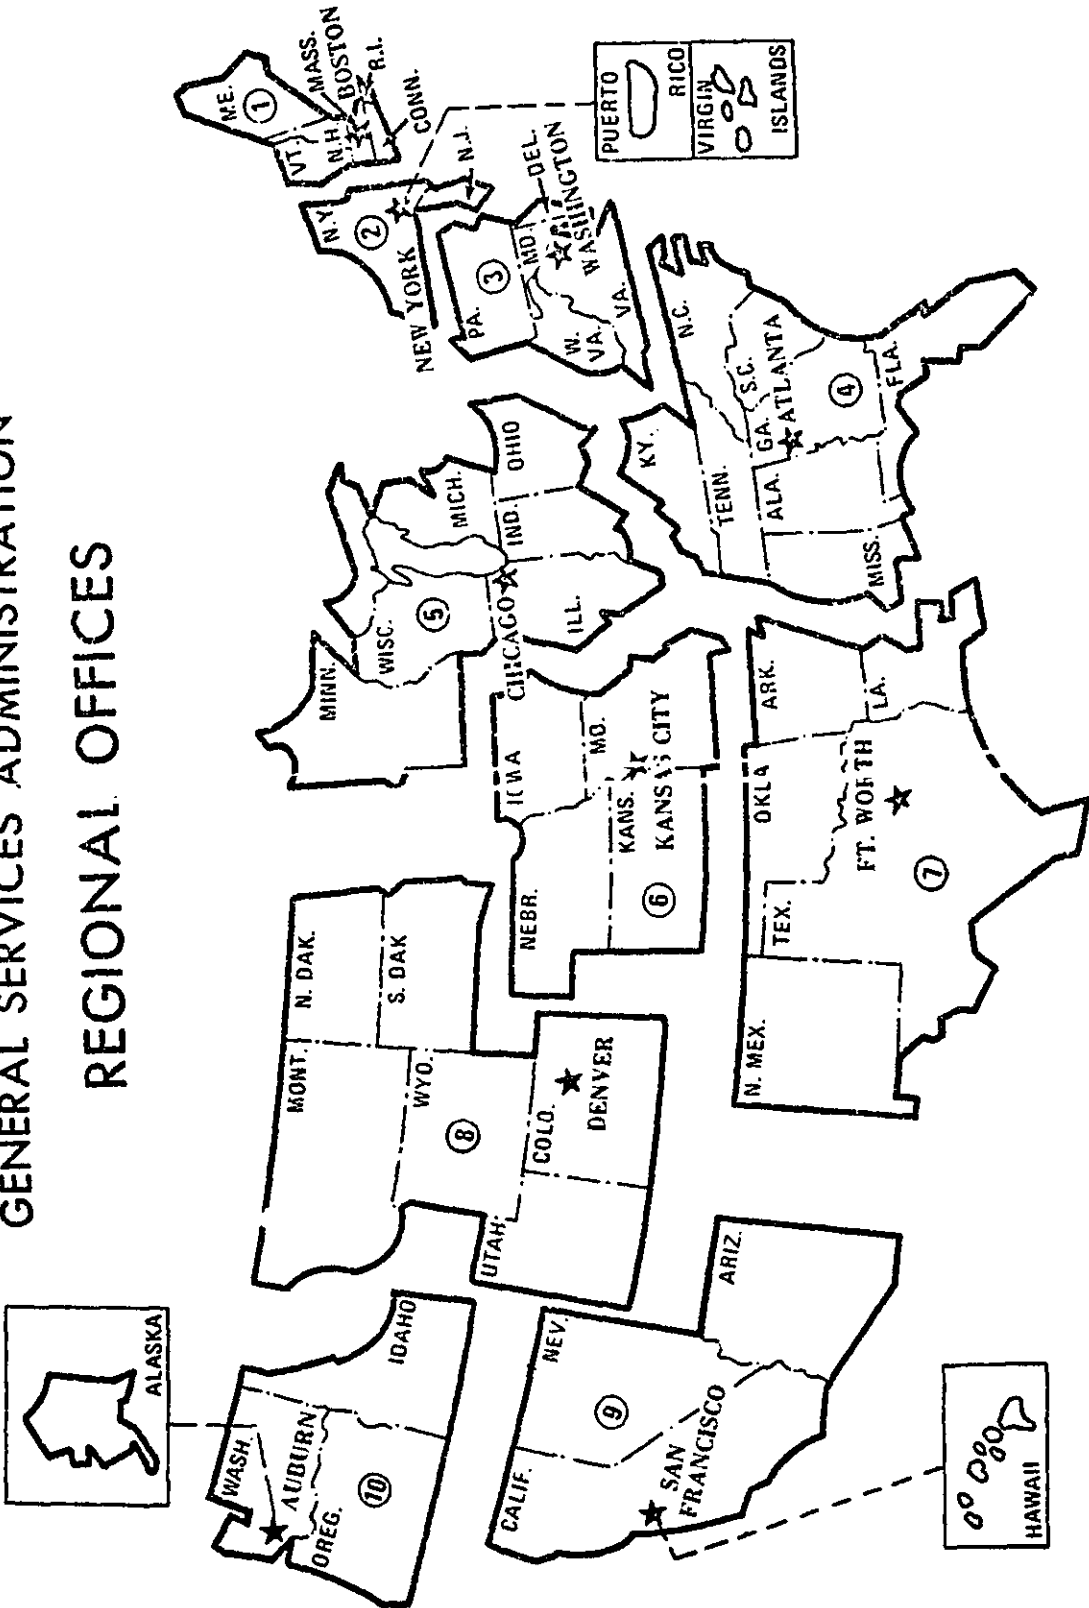 GENERAL SERVICES ADMINISTRATION
REGIONAL OFFICES
ALASKA
WASH.
AUBURN
OREG.
10
IDAHO
MONT.
N. DAK.
S. DAK
WYO.
8
UTAH
COLO.
DENVER
CALIF.
NEV.
9
SAN
FRANCISCO
ARIZ.
HAWAII
MINN.
WISC.
5
MICH.
CHICAGO
ILL.
IND.
OHIO
NEBR.
MO.
KANS.
KANSAS CITY
6
N. MEX.
TEX.
OKLA
ARK.
LA.
FT. WORTH
7
KY.
TENN.
N.C.
S.C.
ATLANTA
GA.
ALA.
MISS.
4
FLA.
PA.
3
MD.
DEL.
WASHINGTON
W.
VA.
VA.
N.Y.
2
NEW YORK
N.J.
ME.
1
VT.
N.H.
MASS.
BOSTON
R.I.
CONN.
PUERTO
RICO
VIRGIN
ISLANDS